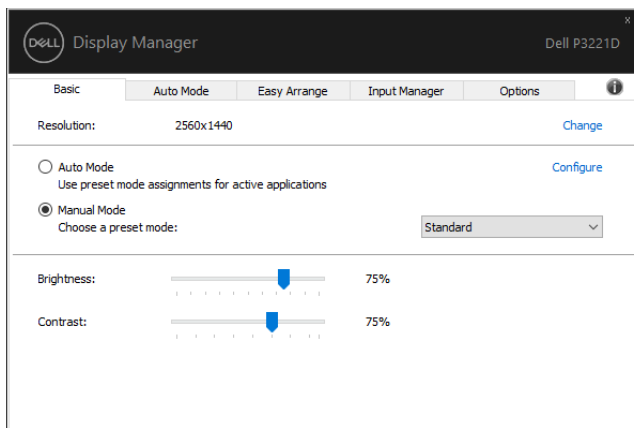 x
DELL Display Manager Dell P3221D
Basic Auto Mode Easy Arrange Input Manager Options i
Resolution: 2560x1440 Change
Auto Mode Configure
Use preset mode assignments for active applications
Manual Mode
Choose a preset mode: Standard
Brightness: 75%
Contrast: 75%